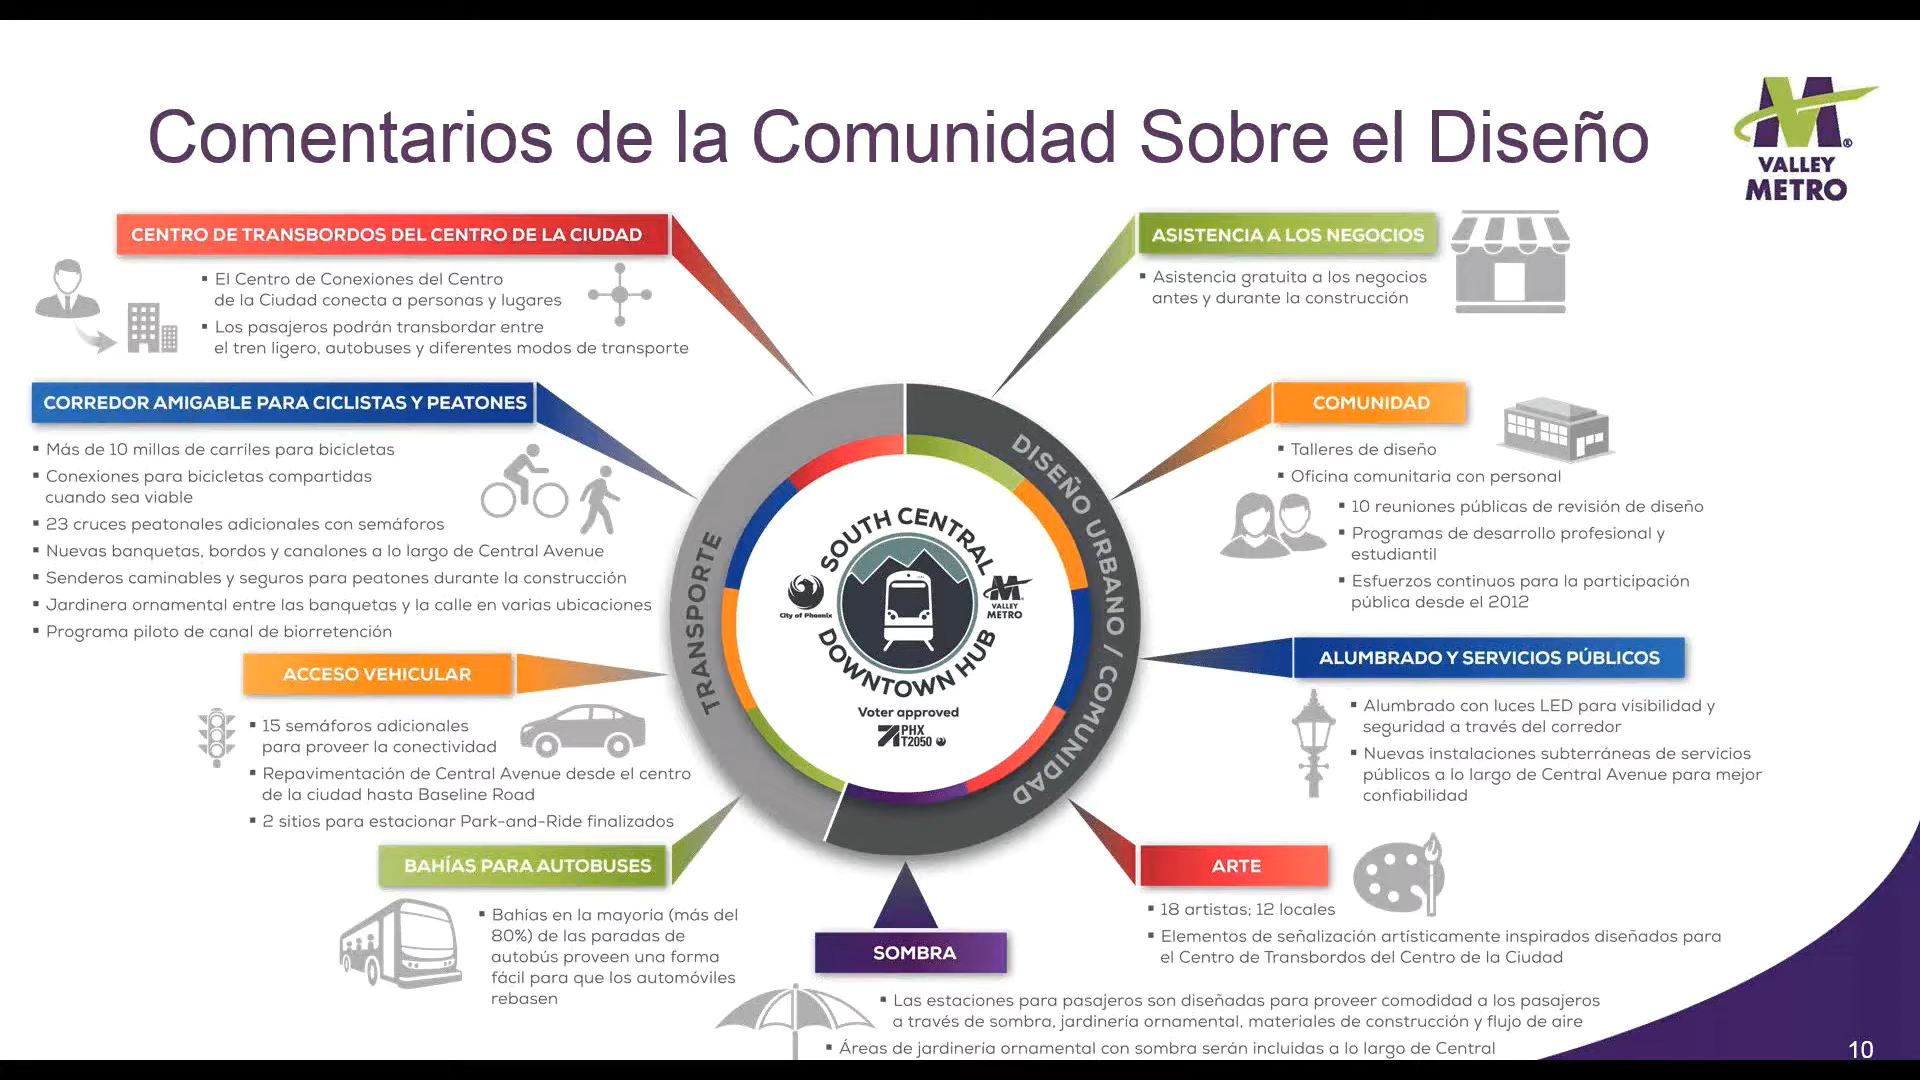 Comentarios de la Comunidad Sobre el Diseño
VALLEY
METRO
CENTRO DE TRANSBORDOS DEL CENTRO DE LA CIUDAD
▪ El Centro de Conexiones del Centro
de la Ciudad conecta a personas y lugares
▪ Los pasajeros podrán transbordar entre
el tren ligero, autobuses y diferentes modos de transporte
CORREDOR AMIGABLE PARA CICLISTAS Y PEATONES
▪ Más de 10 millas de carriles para bicicletas
▪ Conexiones para bicicletas compartidas
cuando sea viable
▪ 23 cruces peatonales adicionales con semáforos
▪ Nuevas banquetas, bordos y canalones a lo largo de Central Avenue
▪ Senderos caminables y seguros para peatones durante la construcción
▪ Jardinera ornamental entre las banquetas y la calle en varias ubicaciones
▪ Programa piloto de canal de biorretención
ACCESO VEHICULAR
▪ 15 semáforos adicionales
para proveer la conectividad
▪ Repavimentación de Central Avenue desde el centro
de la ciudad hasta Baseline Road
▪ 2 sitios para estacionar Park-and-Ride finalizados
BAHÍAS PARA AUTOBUSES
▪ Bahías en la mayoría (más del
80%) de las paradas de
autobús proveen una forma
fácil para que los automóviles
rebasen
TRANSPORTE
DISEÑO URBANO / COMUNIDAD
SOUTH CENTRAL
City of Phoenix
VALLEY
METRO
DOWNTOWN HUB
Voter approved
PHX
T2050
ASISTENCIA A LOS NEGOCIOS
▪ Asistencia gratuita a los negocios
antes y durante la construcción
COMUNIDAD
▪ Talleres de diseño
▪ Oficina comunitaria con personal
▪ 10 reuniones públicas de revisión de diseño
▪ Programas de desarrollo profesional y
estudiantil
▪ Esfuerzos continuos para la participación
pública desde el 2012
ALUMBRADO Y SERVICIOS PÚBLICOS
▪ Alumbrado con luces LED para visibilidad y
seguridad a través del corredor
▪ Nuevas instalaciones subterráneas de servicios
públicos a lo largo de Central Avenue para mejor
confiabilidad
ARTE
▪ 18 artistas; 12 locales
▪ Elementos de señalización artísticamente inspirados diseñados para
el Centro de Transbordos del Centro de la Ciudad
SOMBRA
▪ Las estaciones para pasajeros son diseñadas para proveer comodidad a los pasajeros
a través de sombra, jardinería ornamental, materiales de construcción y flujo de aire
▪ Áreas de jardinería ornamental con sombra serán incluidas a lo largo de Central
10